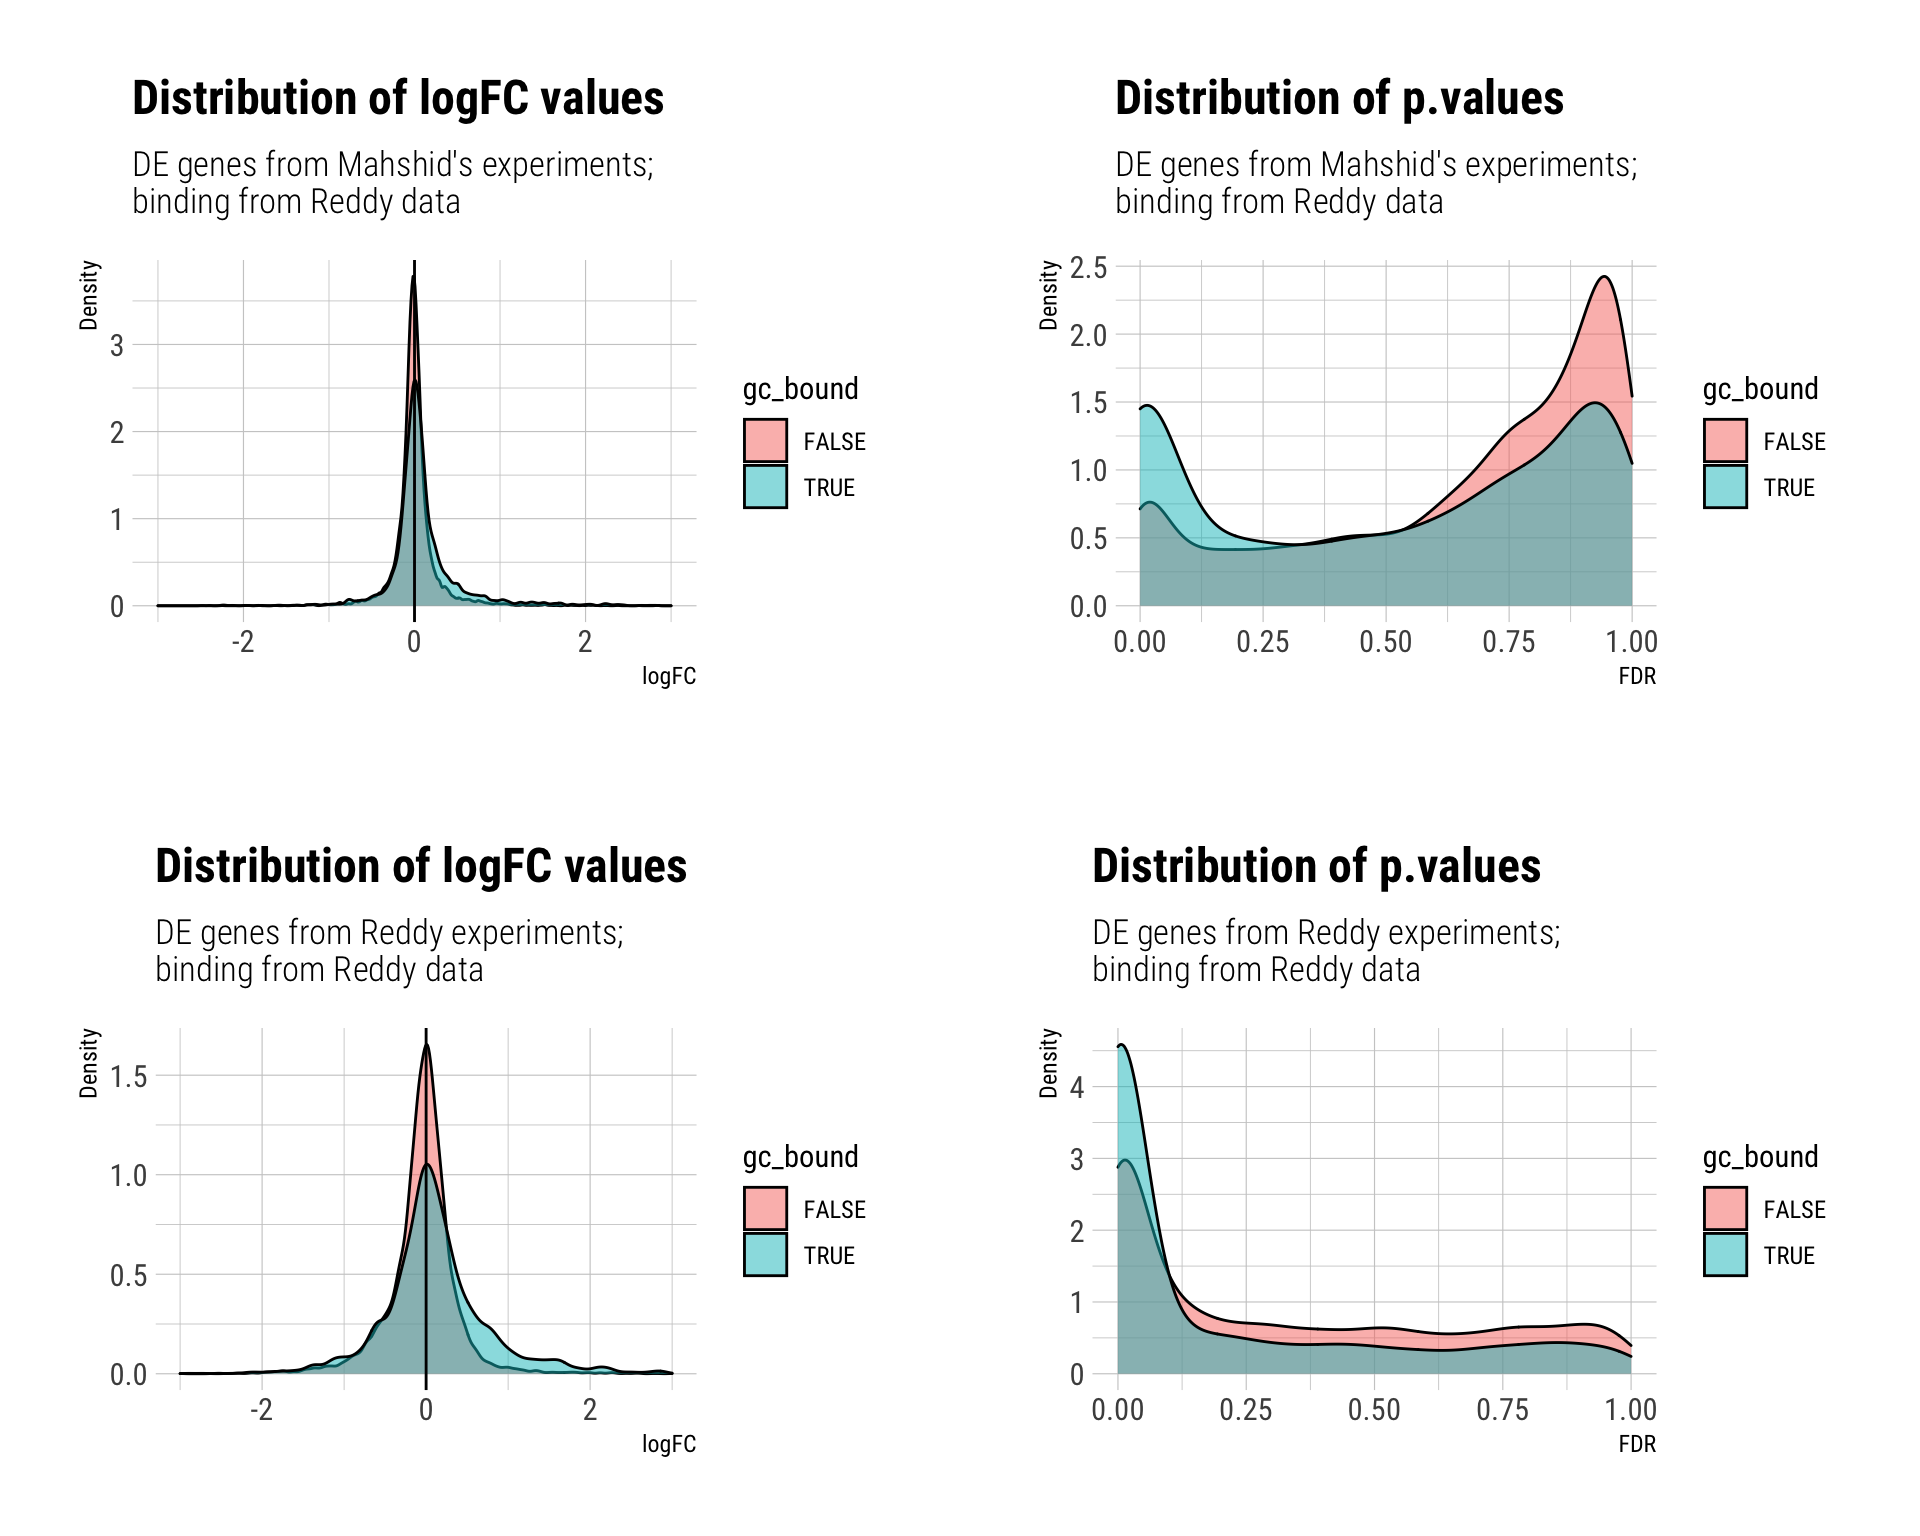 Distribution of logFC values
DE genes from Mahshid's experiments;
binding from Reddy data
Density
3
2
1
0
-2
0
2
logFC
gc_bound
FALSE
TRUE
Distribution of p.values
DE genes from Mahshid's experiments;
binding from Reddy data
Density
2.5
2.0
1.5
1.0
0.5
0.0
0.00
0.25
0.50
0.75
1.00
FDR
gc_bound
FALSE
TRUE
Distribution of logFC values
DE genes from Reddy experiments;
binding from Reddy data
Density
1.5
1.0
0.5
0.0
-2
0
2
logFC
gc_bound
FALSE
TRUE
Distribution of p.values
DE genes from Reddy experiments;
binding from Reddy data
Density
4
3
2
1
0
0.00
0.25
0.50
0.75
1.00
FDR
gc_bound
FALSE
TRUE